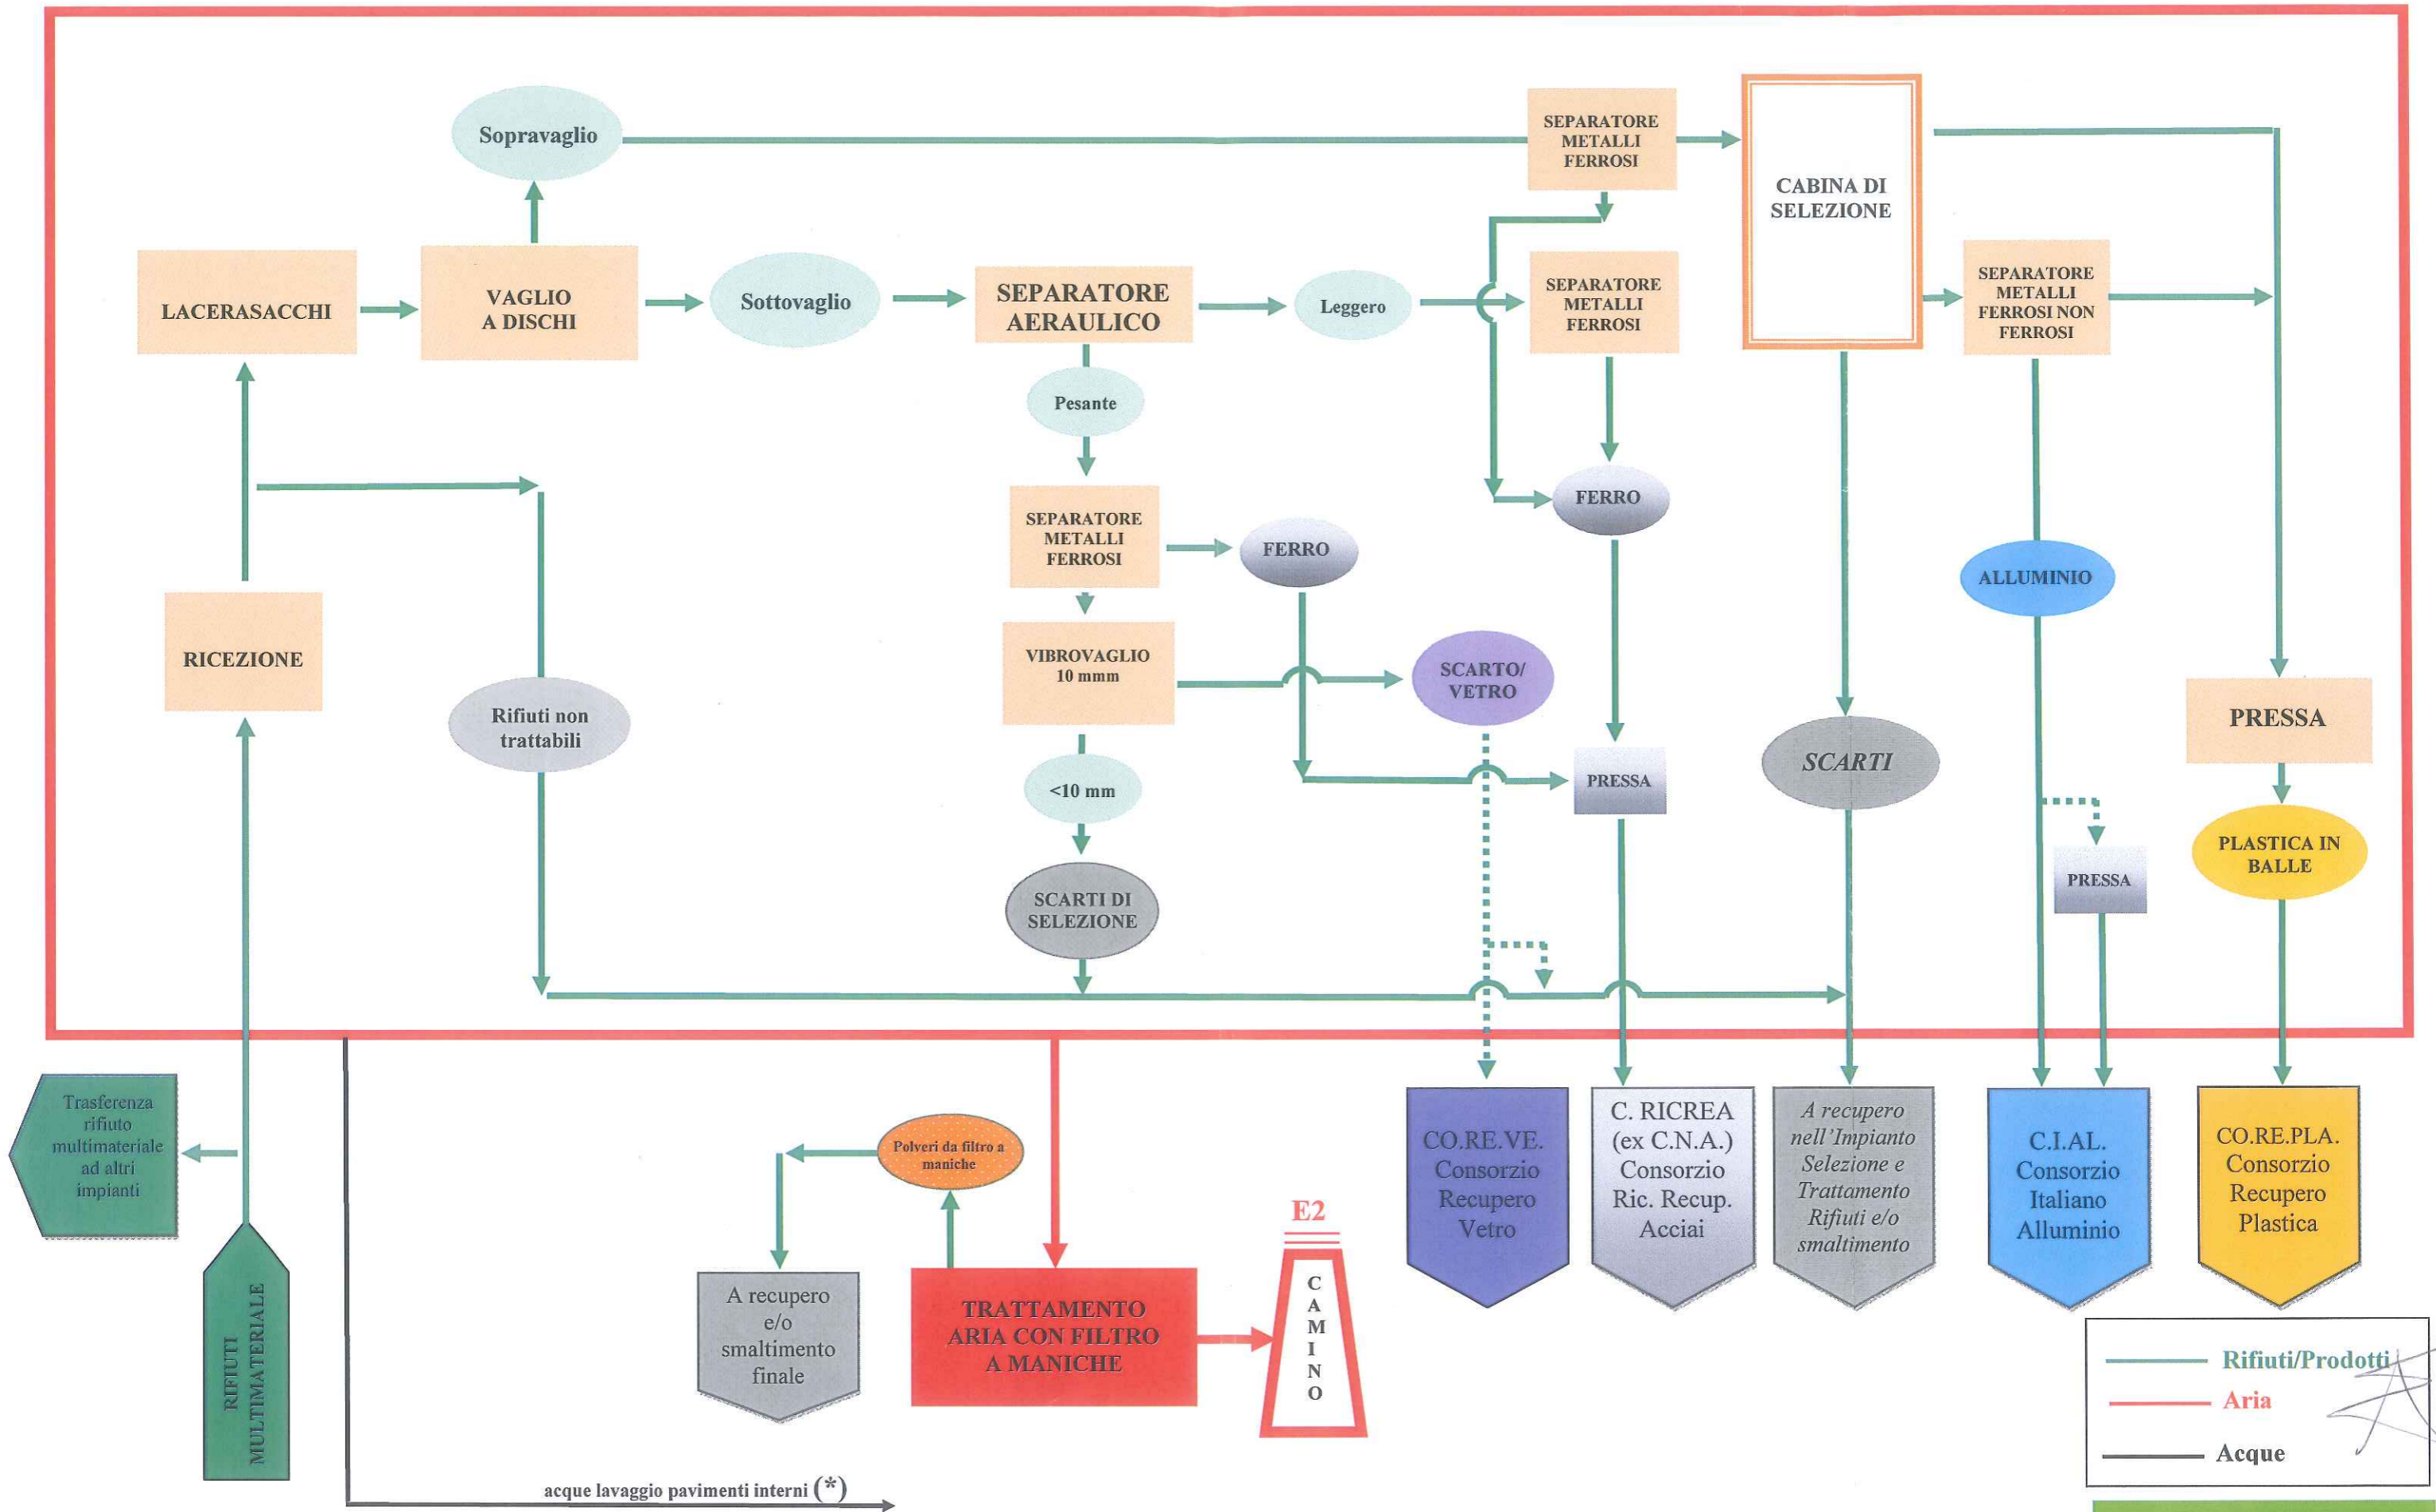 Sopravaglio
SEPARATORE
METALLI
FERROSI
CABINA DI
SELEZIONE
LACERASACCHI
VAGLIO
A DISCHI
Sottovaglio
SEPARATORE
AERAULICO
Leggero
SEPARATORE
METALLI
FERROSI
SEPARATORE
METALLI
FERROSI NON
FERROSI
Pesante
SEPARATORE
METALLI
FERROSI
FERRO
FERRO
ALLUMINIO
RICEZIONE
VIBROVAGLIO
10 mmm
SCARTO/
VETRO
Rifiuti non
trattabili
PRESSA
SCARTI
<10 mm
PRESSA
PLASTICA IN
BALLE
PRESSA
SCARTI DI
SELEZIONE
Trasferenza
rifiuto
multimateriale
ad altri
impianti
RIFIUTI
MULTIMATERIALE
Polveri da filtro a
maniche
A recupero
e/o
smaltimento
finale
TRATTAMENTO
ARIA CON FILTRO
A MANICHE
E2
CAMINO
CO.RE.VE.
Consorzio
Recupero
Vetro
C. RICREA
(ex C.N.A.)
Consorzio
Ric. Recup.
Acciai
A recupero
nell'Impianto
Selezione e
Trattamento
Rifiuti e/o
smaltimento
C.I.AL.
Consorzio
Italiano
Alluminio
CO.RE.PLA.
Consorzio
Recupero
Plastica
Rifiuti/Prodotti
Aria
Acque
acque lavaggio pavimenti interni (*)